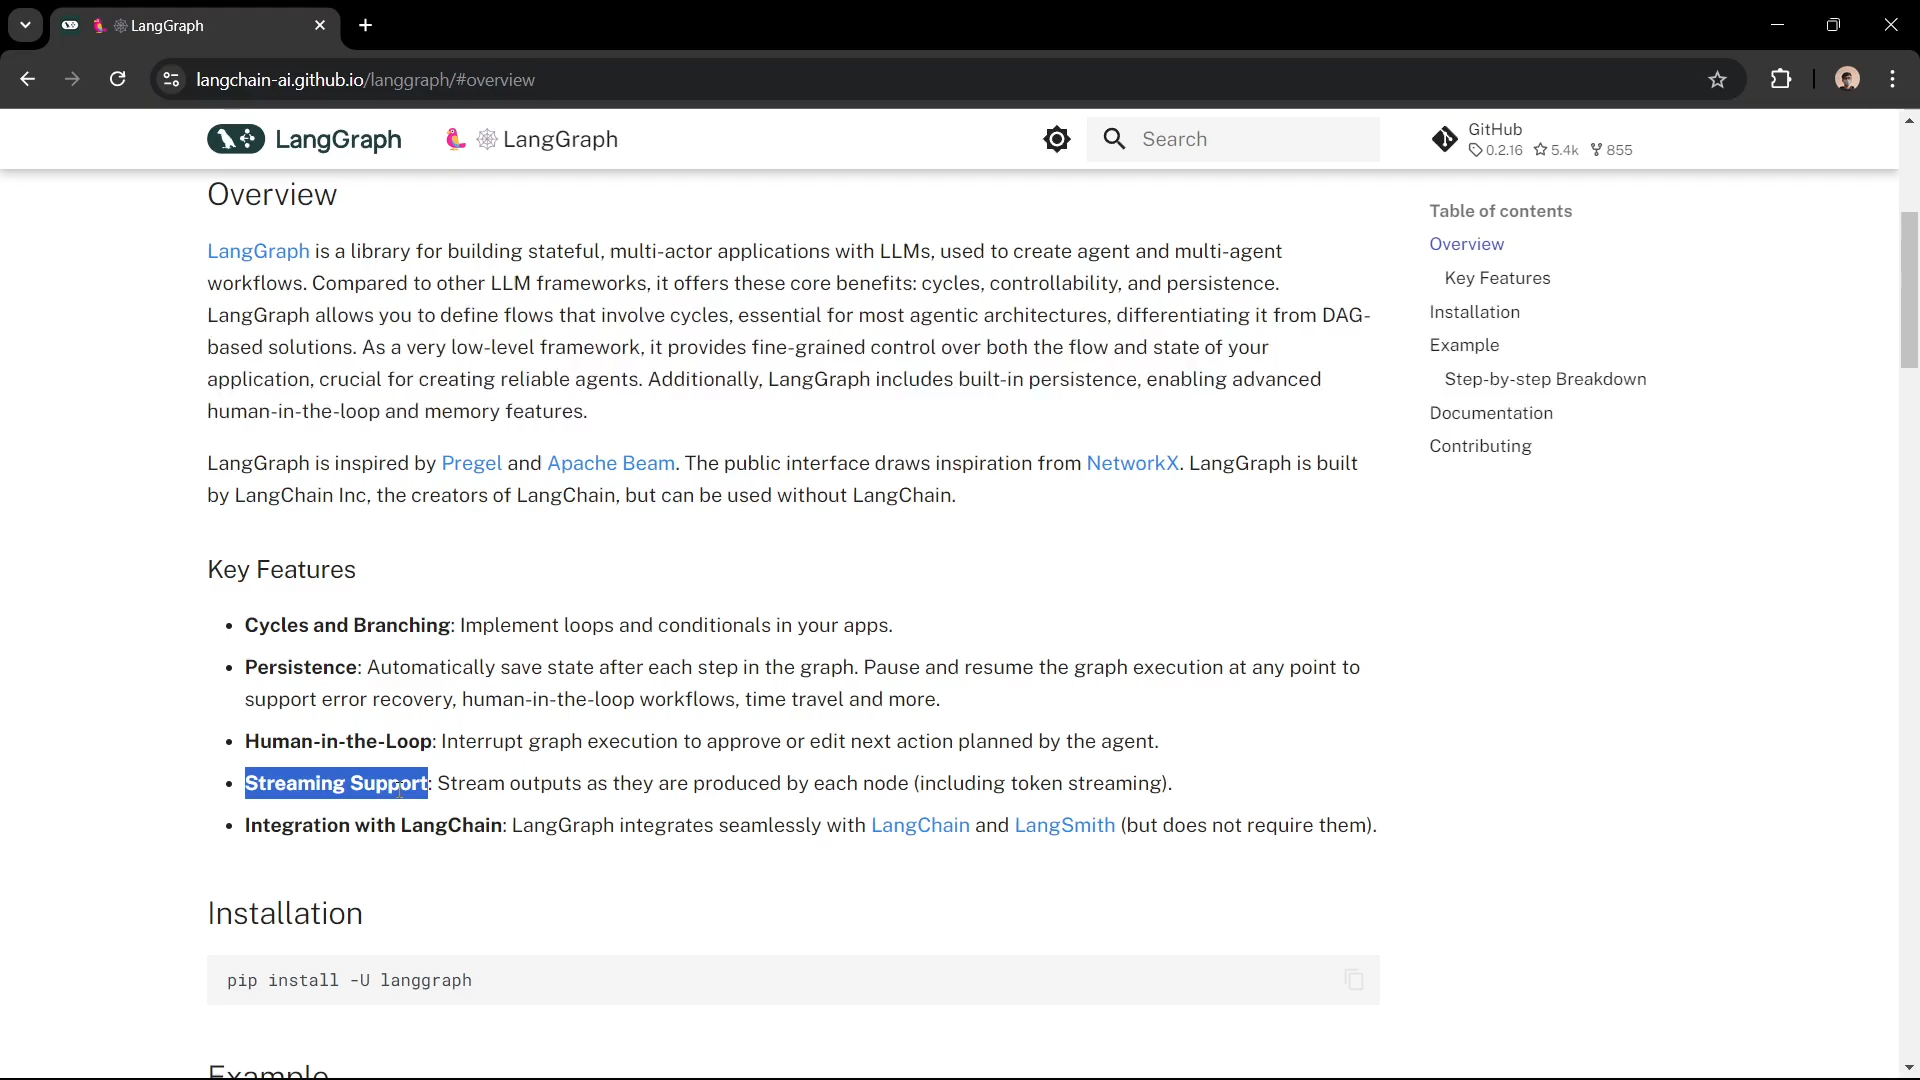 LangGraph
langchain-ai.github.io/langgraph/#overview
LangGraph
LangGraph
Search
GitHub
0.2.16 5.4k 855
Overview
LangGraph is a library for building stateful, multi-actor applications with LLMs, used to create agent and multi-agent
workflows. Compared to other LLM frameworks, it offers these core benefits: cycles, controllability, and persistence.
LangGraph allows you to define flows that involve cycles, essential for most agentic architectures, differentiating it from DAG-
based solutions. As a very low-level framework, it provides fine-grained control over both the flow and state of your
application, crucial for creating reliable agents. Additionally, LangGraph includes built-in persistence, enabling advanced
human-in-the-loop and memory features.
LangGraph is inspired by Pregel and Apache Beam. The public interface draws inspiration from NetworkX. LangGraph is built
by LangChain Inc, the creators of LangChain, but can be used without LangChain.
Key Features
• Cycles and Branching: Implement loops and conditionals in your apps.
• Persistence: Automatically save state after each step in the graph. Pause and resume the graph execution at any point to
support error recovery, human-in-the-loop workflows, time travel and more.
• Human-in-the-Loop: Interrupt graph execution to approve or edit next action planned by the agent.
• Streaming Support: Stream outputs as they are produced by each node (including token streaming).
• Integration with LangChain: LangGraph integrates seamlessly with LangChain and LangSmith (but does not require them).
Installation
pip install -U langgraph
Example
Table of contents
Overview
Key Features
Installation
Example
Step-by-step Breakdown
Documentation
Contributing